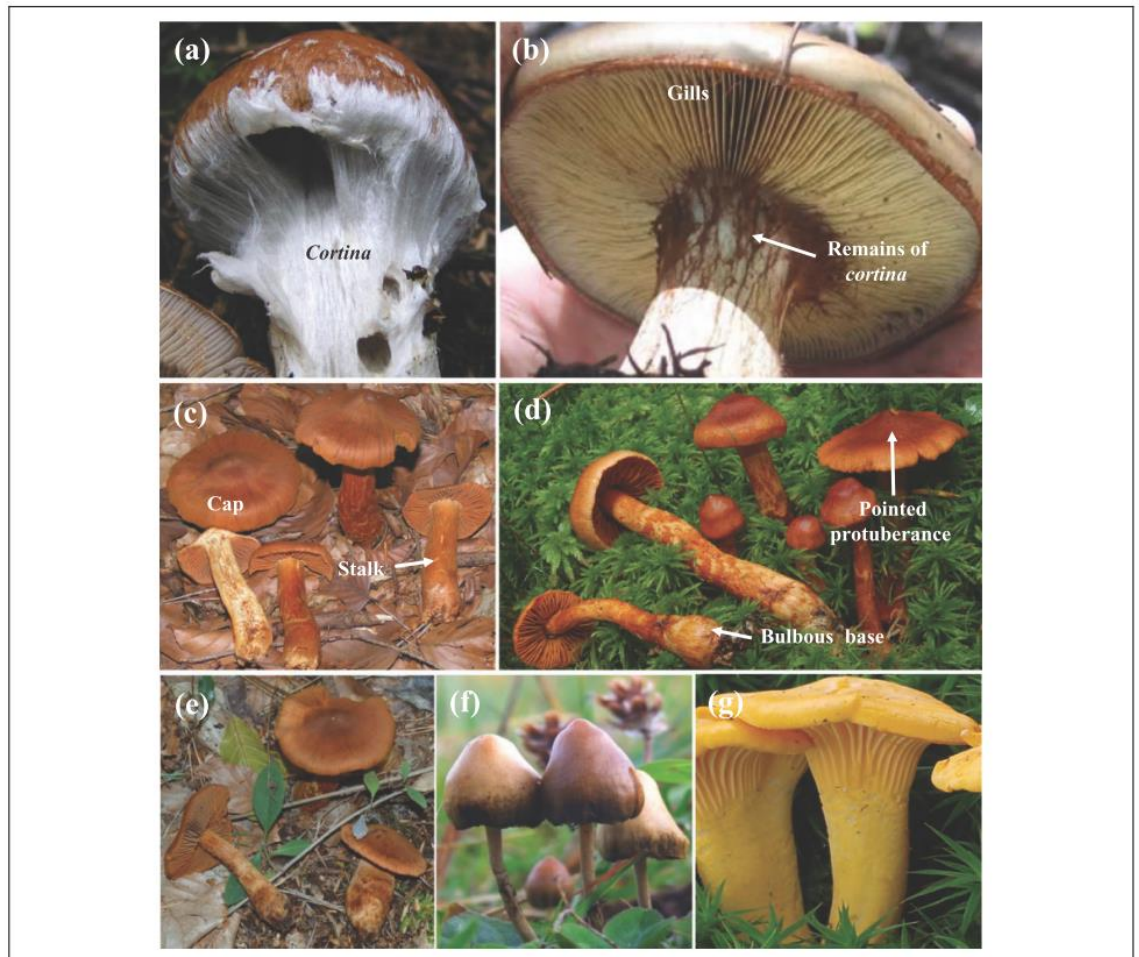 (a)
(b)
Gills
Cortina
Remains of
cortina
(c)
(d)
Cap
Stalk
Pointed
protuberance
Bulbous base
(e)
(f)
(g)